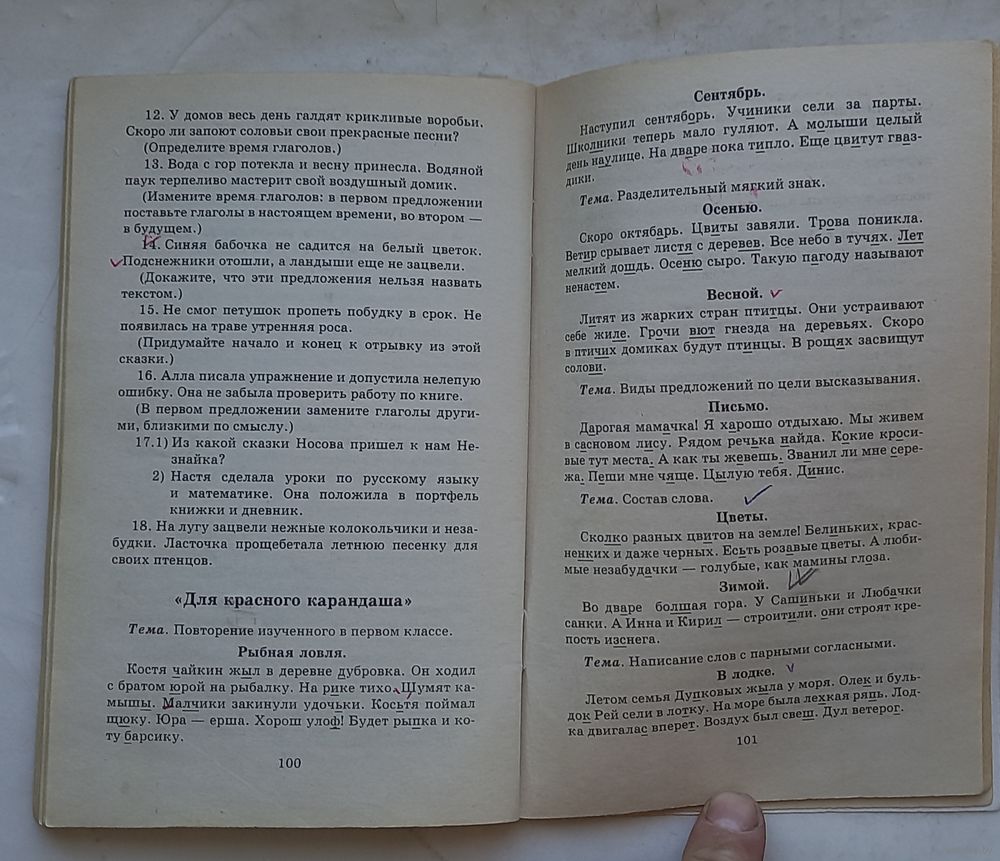 12. У домов весь день галдят крикливые воробьи.
Скоро ли запоют соловьи свои прекрасные песни?
(Определите время глаголов.)
13. Вода с гор потекла и весну принесла. Водяной
паук терпеливо мастерит свой воздушный домик.
(Измените время глаголов: в первом предложении
поставьте глаголы в настоящем времени, во втором —
в будущем.)
14. Синяя бабочка не садится на белый цветок.
Подснежники отошли, а ландыши еще не зацвели.
(Докажите, что эти предложения нельзя назвать
текстом.)
15. Не смог петушок пропеть побудку в срок. Не
появилась на траве утренняя роса.
(Придумайте начало и конец к отрывку из этой
сказки.)
16. Алла писала упражнение и допустила нелепую
ошибку. Она не забыла проверить работу по книге.
(В первом предложении замените глаголы други-
ми, близкими по смыслу.)
17.1) Из какой сказки Носова пришел к нам Не-
знайка?
2) Настя сделала уроки по русскому языку
и математике. Она положила в портфель
книжки и дневник.
18. На лугу зацвели нежные колокольчики и неза-
будки. Ласточка прощебетала летнюю песенку для
своих птенцов.
«Для красного карандаша»
Тема. Повторение изученного в первом классе.
Рыбная ловля.
Костя чайкин жыл в деревне дубровка. Он ходил
с братом юрой на рыбалку. На рике тихо. Шумят ка-
мышы. Малчики закинули удочьки. Косьтя поймал
щюку. Юра — ерша. Хорош улоф! Будет рыпка и ко-
ту барсику.
100
Сентябрь.
Наступил сентяборь. Учиники сели за парты.
Школники теперь мало гуляют. А молыши целый
день наулице. На дваре пока типло. Еще цвитут гваз-
дики.
Тема. Разделительный мягкий знак.
Осенью.
Скоро октябарь. Цвиты завяли. Трова поникла.
Ветир срывает листя с деревев. Все небо в тучях. Лет
мелкий дошдь. Осеню сыро. Такую пагоду называют
ненастем.
Весной.
Литят из жарких стран птитцы. Они устраивают
себе жиле. Грочи вют гнезда на деревьях. Скоро
в птичих домиках будут птинцы. В рощях засвищут
солови.
Тема. Виды предложений по цели высказывания.
Письмо.
Дарогая мамачка! Я харошо отдыхаю. Мы живем
в сасновом лису. Рядом речька найда. Кокие кроси-
вые тут места. А как ты жевешь. Званил ли мне сере-
жа. Пеши мне чяще. Цылую тебя. Динис.
Тема. Состав слова.
Цветы.
Сколко разных цвитов на земле! Белиньких, крас-
ненких и даже черных. Есьть розавые цветы. А люби-
мые незабудачки — голубые, как мамины глоза.
Зимой.
Во дваре болшая гора. У Сашиньки и Любачки
санки. А Инна и Кирил — строитили. они строят кре-
пость изснега.
Тема. Написание слов с парными согласными.
В лодке.
Летом семья Дупковых жыла у моря. Олек и буль-
док Рей сели в лотку. На море была лехкая ряпь. Лод-
ка двигалас вперет. Воздух был свеш. Дул ветерог.
101